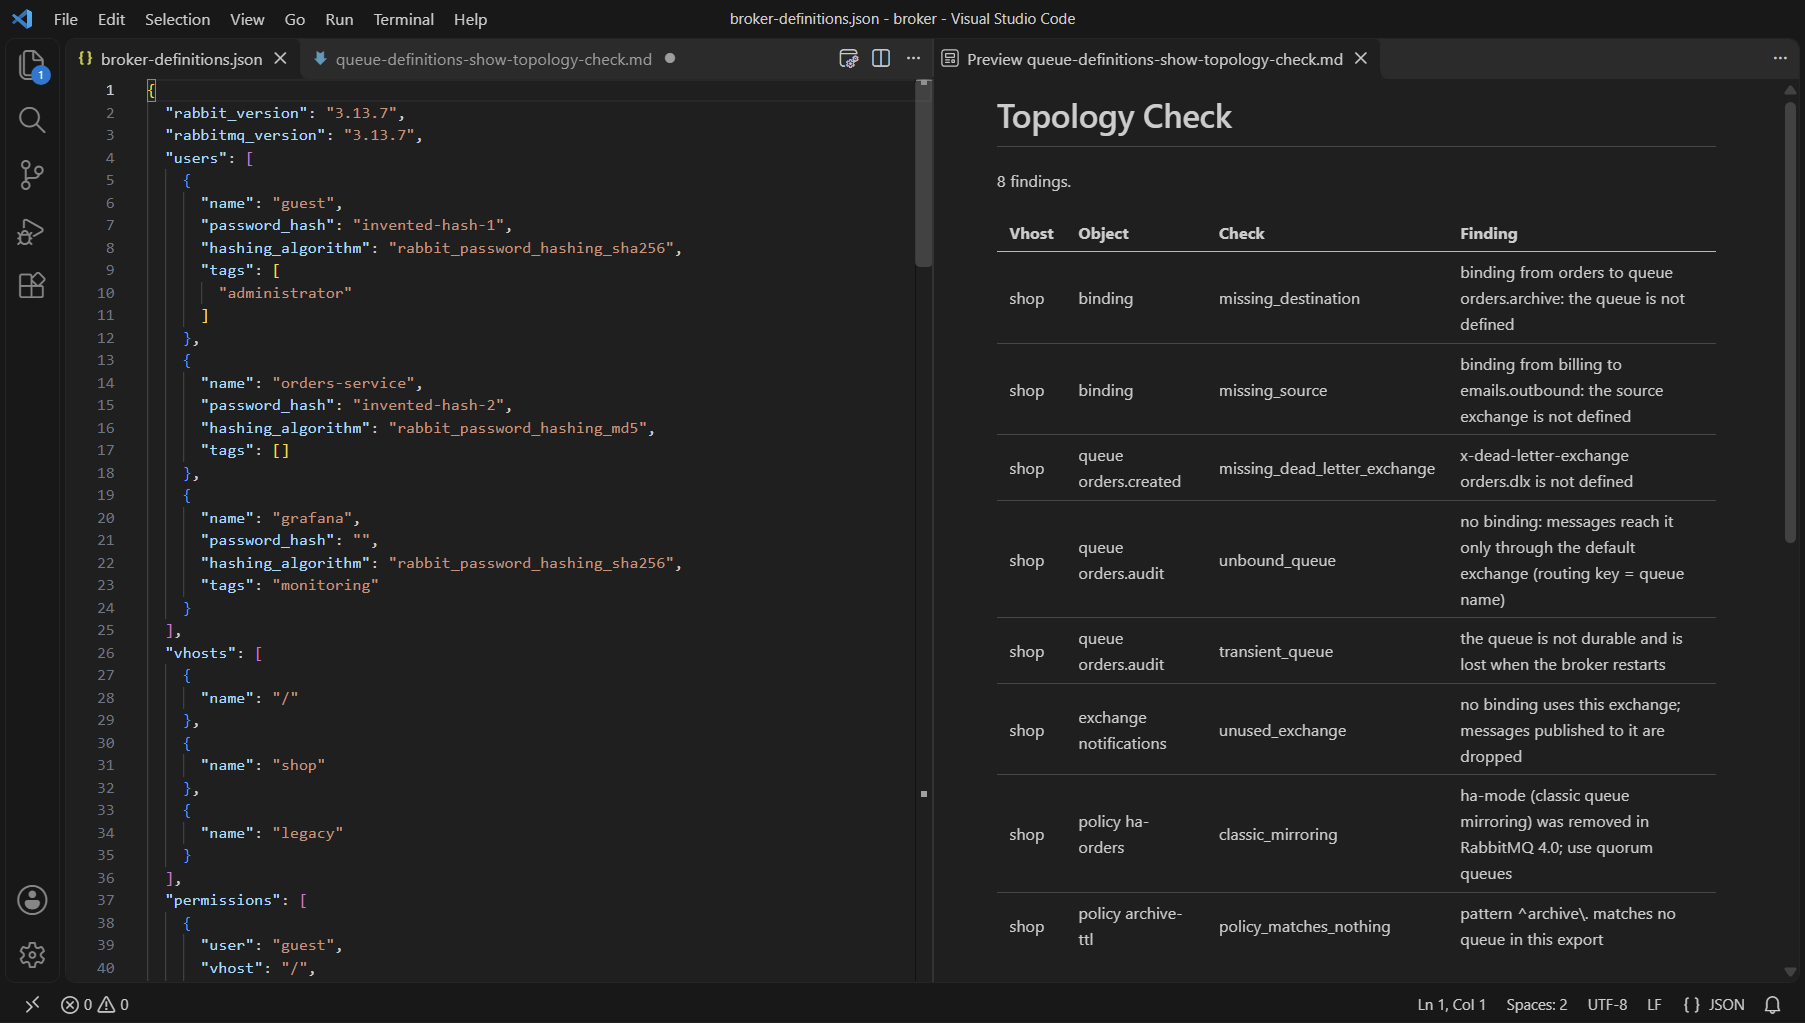 File Edit Selection View Go Run Terminal Help
broker-definitions.json - broker - Visual Studio Code
1
{} broker-definitions.json
queue-definitions-show-topology-check.md
Preview queue-definitions-show-topology-check.md
1 {
2 "rabbit_version": "3.13.7",
3 "rabbitmq_version": "3.13.7",
4 "users": [
5 {
6 "name": "guest",
7 "password_hash": "invented-hash-1",
8 "hashing_algorithm": "rabbit_password_hashing_sha256",
9 "tags": [
10 "administrator"
11 ]
12 },
13 {
14 "name": "orders-service",
15 "password_hash": "invented-hash-2",
16 "hashing_algorithm": "rabbit_password_hashing_md5",
17 "tags": []
18 },
19 {
20 "name": "grafana",
21 "password_hash": "",
22 "hashing_algorithm": "rabbit_password_hashing_sha256",
23 "tags": "monitoring"
24 }
25 ],
26 "vhosts": [
27 {
28 "name": "/"
29 },
30 {
31 "name": "shop"
32 },
33 {
34 "name": "legacy"
35 }
36 ],
37 "permissions": [
38 {
39 "user": "guest",
40 "vhost": "/",
Topology Check
8 findings.
Vhost Object Check Finding
shop binding missing_destination binding from orders to queue
orders.archive: the queue is not
defined
shop binding missing_source binding from billing to
emails.outbound: the source
exchange is not defined
shop queue orders.created missing_dead_letter_exchange x-dead-letter-exchange
orders.dlx is not defined
shop queue orders.audit unbound_queue no binding: messages reach it
only through the default
exchange (routing key = queue
name)
shop queue orders.audit transient_queue the queue is not durable and is
lost when the broker restarts
shop exchange notifications unused_exchange no binding uses this exchange;
messages published to it are
dropped
shop policy ha-orders classic_mirroring ha-mode (classic queue
mirroring) was removed in
RabbitMQ 4.0; use quorum
queues
shop policy archive-ttl policy_matches_nothing pattern ^archive\. matches no
queue in this export
0 0
Ln 1, Col 1 Spaces: 2 UTF-8 LF {} JSON